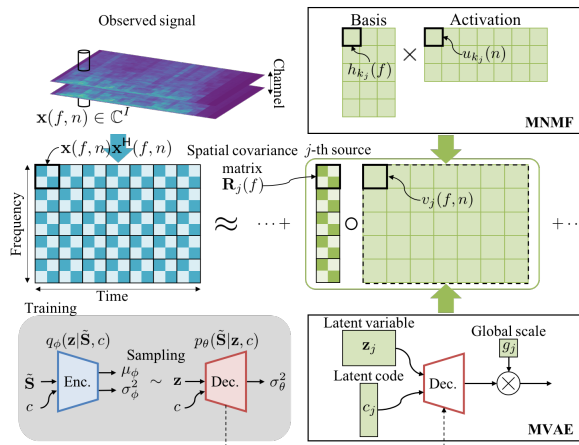 Observed signal
Channel
x(f, n) ∈ ℂ^I
Basis
Activation
h_{k_j}(f)
×
u_{k_j}(n)
MNMF
x(f, n)x^H(f, n)
Spatial covariance
matrix
R_j(f)
j-th source
v_j(f, n)
Frequency
Time
≈
⋯ +
+ ⋯
Training
q_ϕ(z|S̃, c)
Sampling
p_θ(S̃|z, c)
S̃
c
Enc.
μ_ϕ
σ_ϕ^2
∼
z
c
Dec.
σ_θ^2
Latent variable
z_j
Latent code
c_j
Dec.
Global scale
g_j
×
MVAE